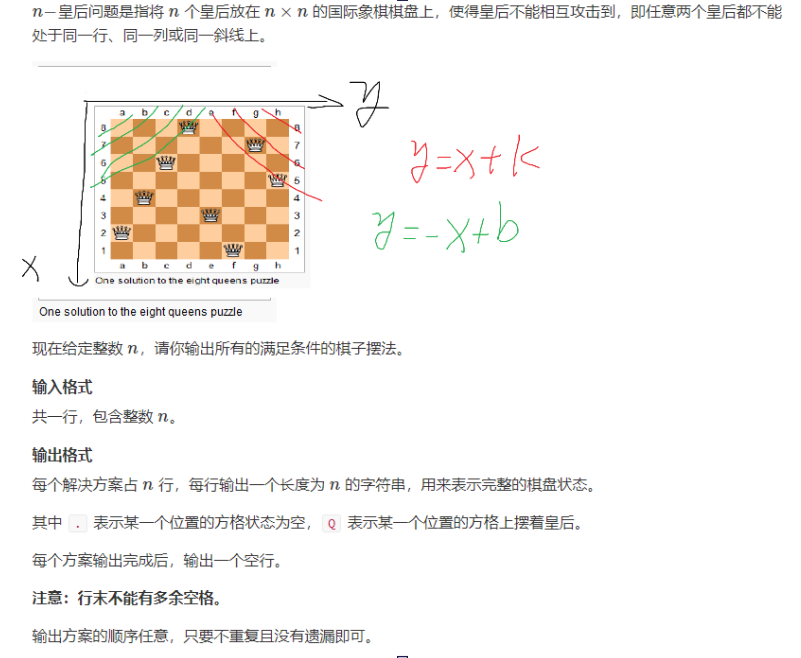 n-皇后问题是指将 n 个皇后放在 n × n 的国际象棋棋盘上，使得皇后不能相互攻击到，即任意两个皇后都不能
处于同一行、同一列或同一斜线上。
y
a b c d e f g h
8 8
7 7
6 6
5 5
4 4
3 3
2 2
1 1
a b c d e f g h
y=x+k
y=-x+b
x
One solution to the eight queens puzzle
One solution to the eight queens puzzle
现在给定整数 n，请你输出所有的满足条件的棋子摆法。
输入格式
共一行，包含整数 n。
输出格式
每个解决方案占 n 行，每行输出一个长度为 n 的字符串，用来表示完整的棋盘状态。
其中 . 表示某一个位置的方格状态为空，Q 表示某一个位置的方格上摆着皇后。
每个方案输出完成后，输出一个空行。
注意：行末不能有多余空格。
输出方案的顺序任意，只要不重复且没有遗漏即可。